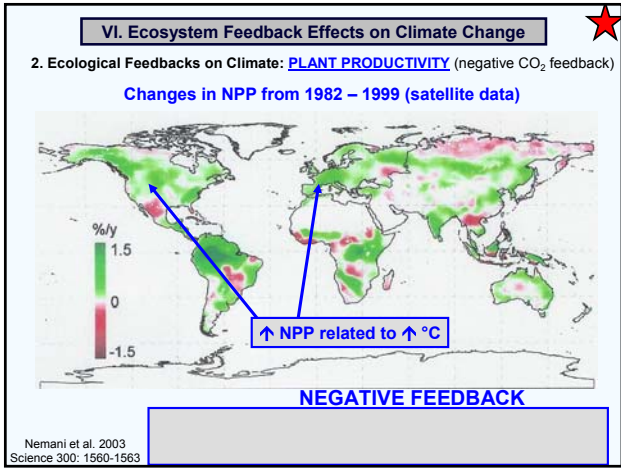 VI. Ecosystem Feedback Effects on Climate Change
2. Ecological Feedbacks on Climate: PLANT PRODUCTIVITY (negative CO₂ feedback)
Changes in NPP from 1982 – 1999 (satellite data)
%/y
1.5
0
-1.5
↑ NPP related to ↑ °C
NEGATIVE FEEDBACK
Nemani et al. 2003
Science 300: 1560-1563